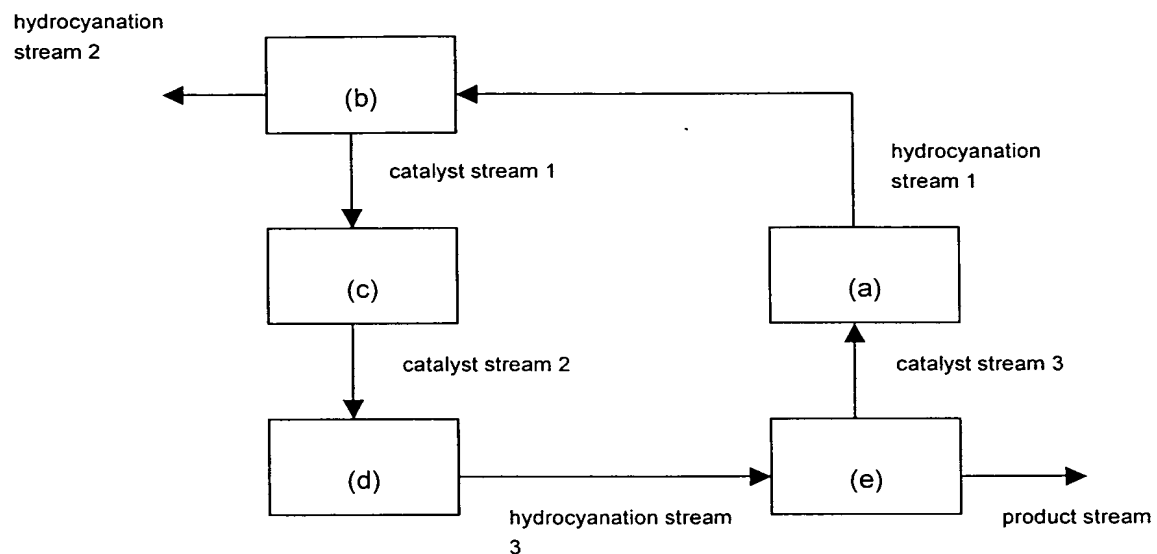 hydrocyanation
stream 2
(b)
catalyst stream 1
hydrocyanation
stream 1
(c)
(a)
catalyst stream 2
catalyst stream 3
(d)
(e)
hydrocyanation stream
3
product stream